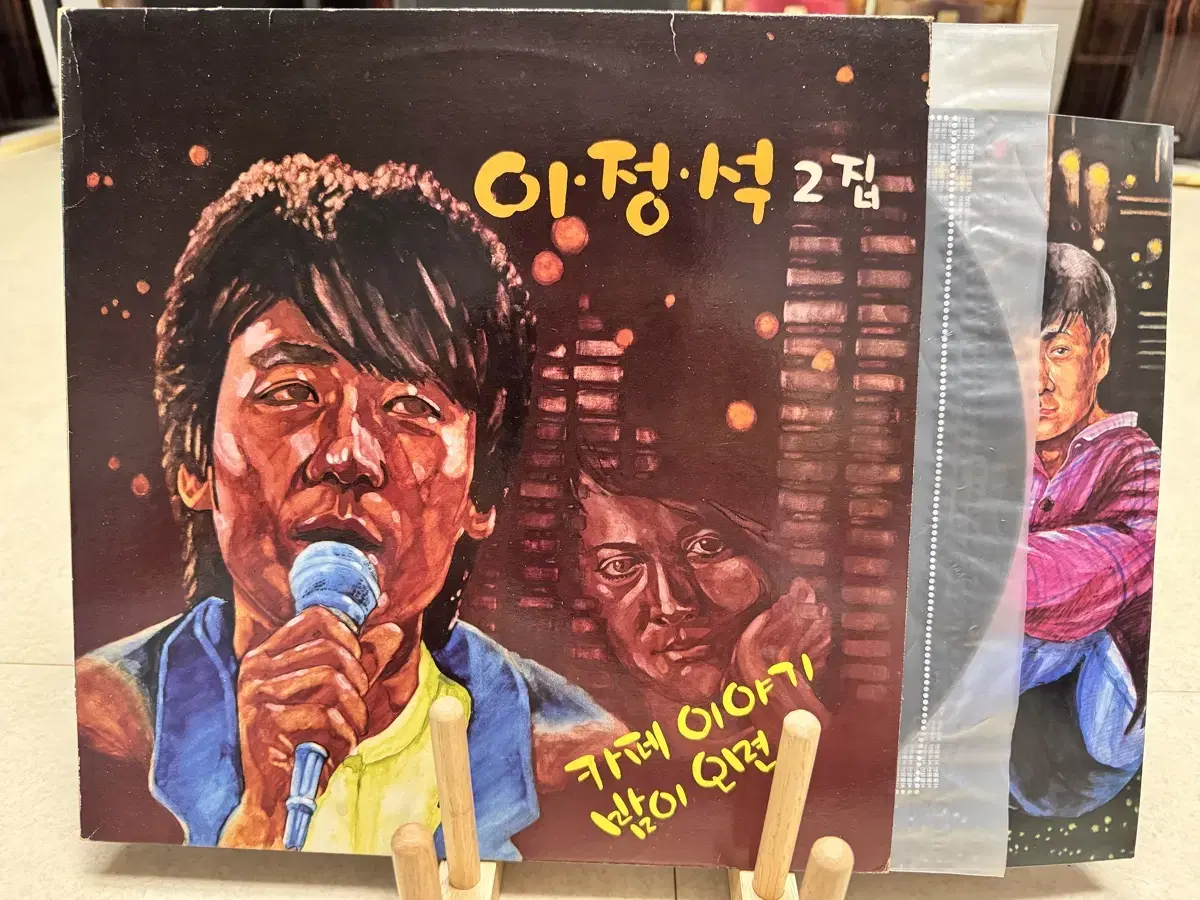 이·정·석 2집
카페 이야기
밤이 오면